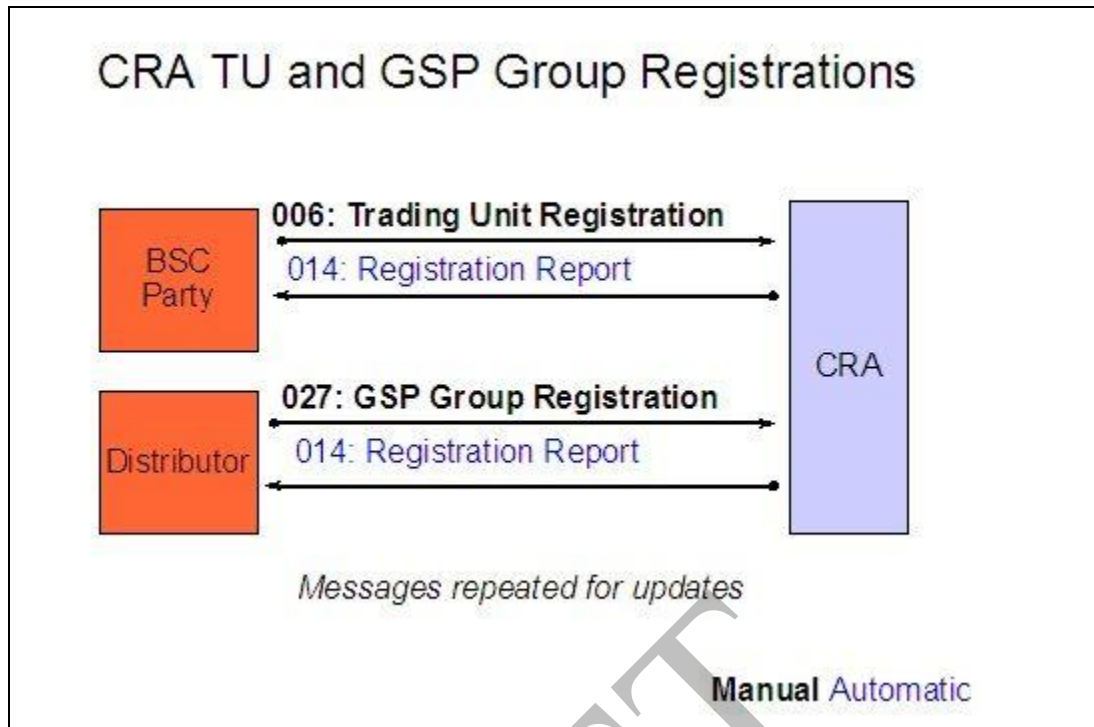 CRA TU and GSP Group Registrations
006: Trading Unit Registration
BSC
Party
014: Registration Report
CRA
027: GSP Group Registration
014: Registration Report
Distributor
Messages repeated for updates
Manual Automatic